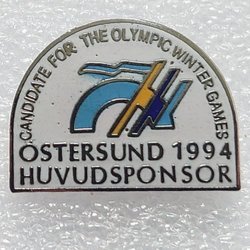 CANDIDATE FOR THE OLYMPIC WINTER GAMES
ÖSTERSUND 1994
HUVUDSPONSOR